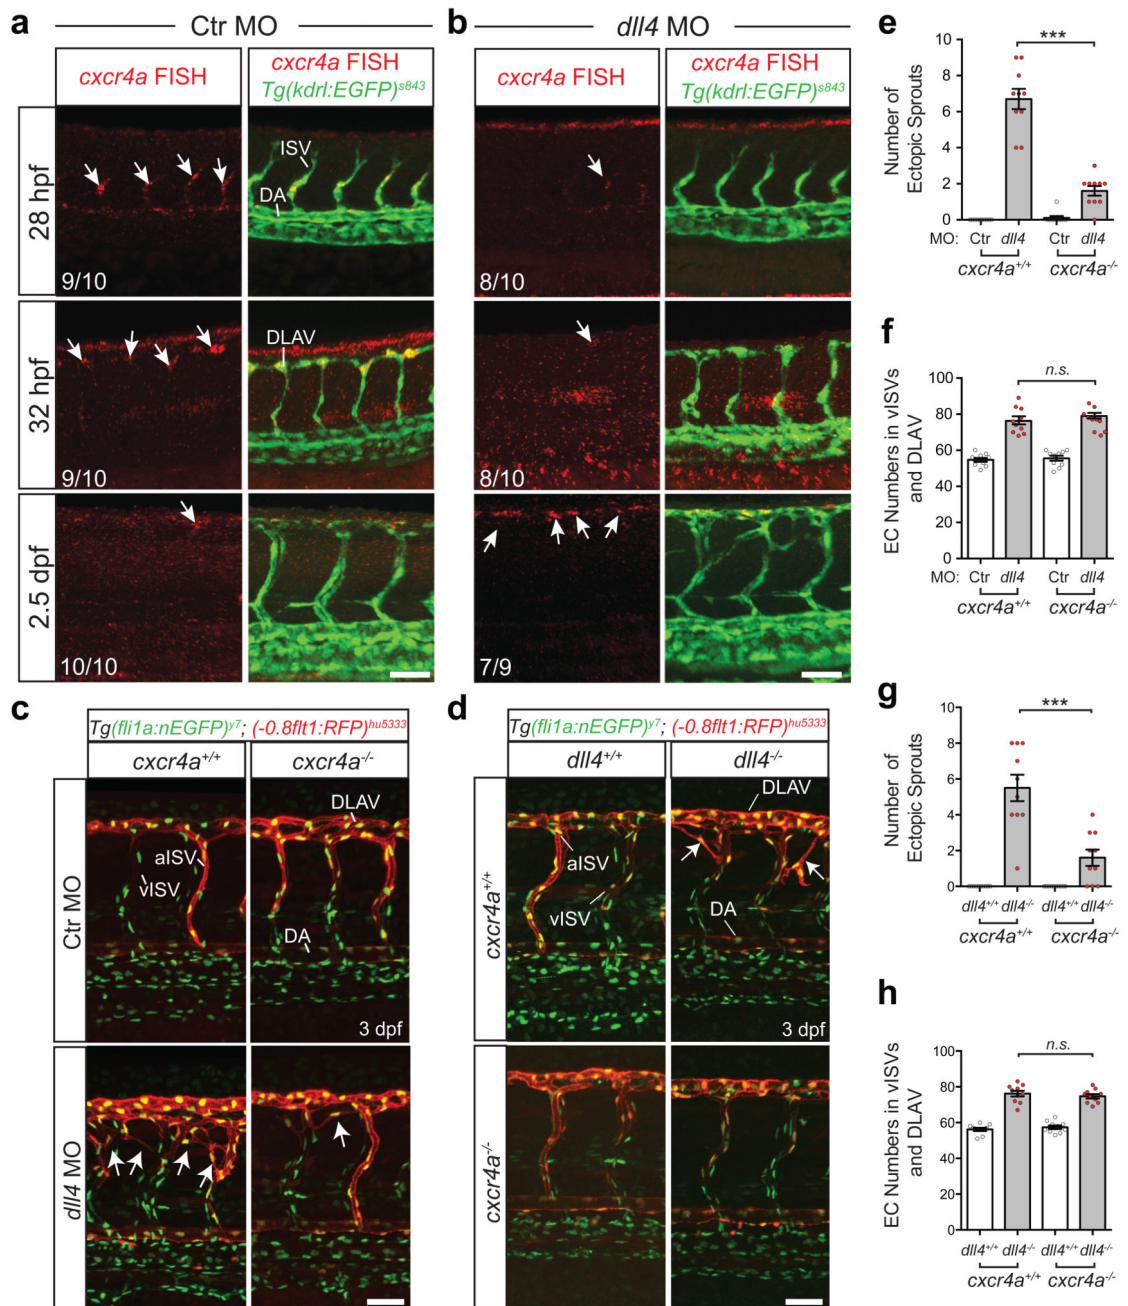 a
Ctr MO
cxcr4a FISH
cxcr4a FISH
Tg(kdrl:EGFP)s843
28 hpf
ISV
DA
9/10
32 hpf
DLAV
9/10
2.5 dpf
10/10
b
dll4 MO
cxcr4a FISH
cxcr4a FISH
Tg(kdrl:EGFP)s843
8/10
8/10
7/9
c
Tg(fli1a:nEGFP)y7; (-0.8flt1:RFP)hu5333
cxcr4a+/+
cxcr4a-/-
Ctr MO
DLAV
aISV
vISV
DA
3 dpf
dll4 MO
d
Tg(fli1a:nEGFP)y7; (-0.8flt1:RFP)hu5333
dll4+/+
dll4-/-
cxcr4a+/+
DLAV
aISV
vISV
DA
3 dpf
cxcr4a-/-
e
Number of
Ectopic Sprouts
10
8
6
4
2
0
***
MO: Ctr dll4 Ctr dll4
cxcr4a+/+ cxcr4a-/-
f
EC Numbers in vISVs
and DLAV
100
80
60
40
20
0
n.s.
MO: Ctr dll4 Ctr dll4
cxcr4a+/+ cxcr4a-/-
g
Number of
Ectopic Sprouts
10
8
6
4
2
0
***
dll4+/+ dll4-/- dll4+/+ dll4-/-
cxcr4a+/+ cxcr4a-/-
h
EC Numbers in vISVs
and DLAV
100
80
60
40
20
0
n.s.
dll4+/+ dll4-/- dll4+/+ dll4-/-
cxcr4a+/+ cxcr4a-/-